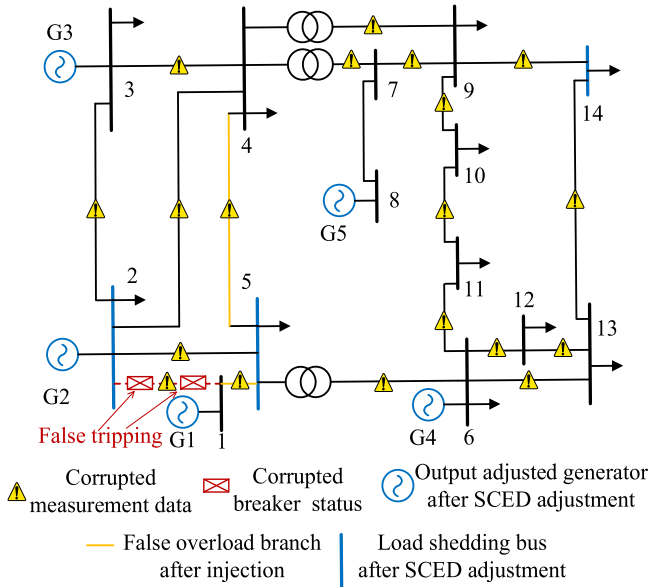 G3
3
4
7
9
14
10
8
G5
2
5
11
12
13
G2
False tripping
G1
1
G4
6
Corrupted measurement data
Corrupted breaker status
Output adjusted generator after SCED adjustment
False overload branch after injection
Load shedding bus after SCED adjustment